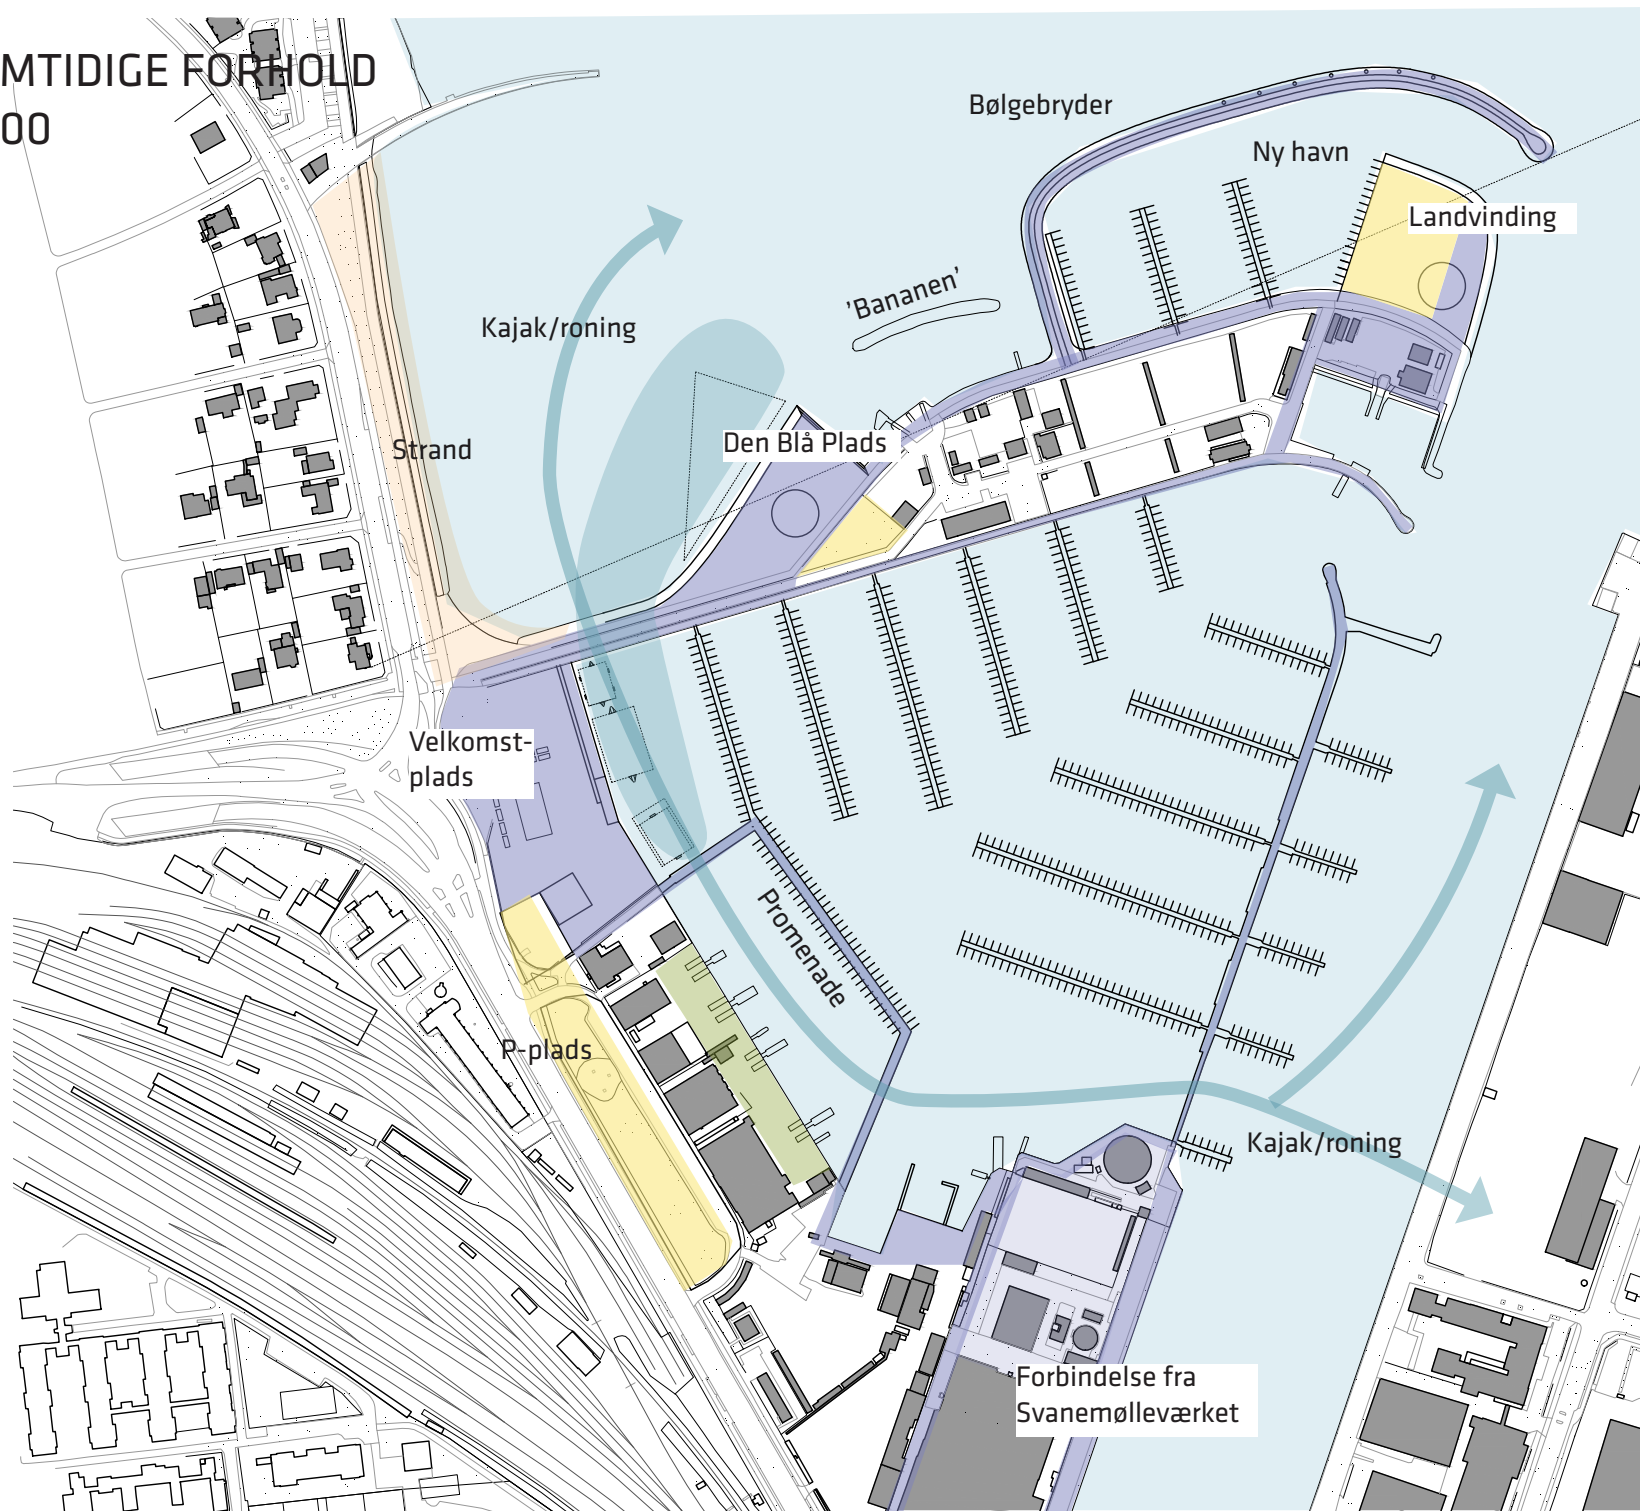 MTIDIGE FORHOLD
00
Bølgebryder
Ny havn
Landvinding
'Bananen'
Kajak/roning
Strand
Den Blå Plads
Velkomst-
plads
Promenade
P-plads
Kajak/roning
Forbindelse fra
Svanemølleværket